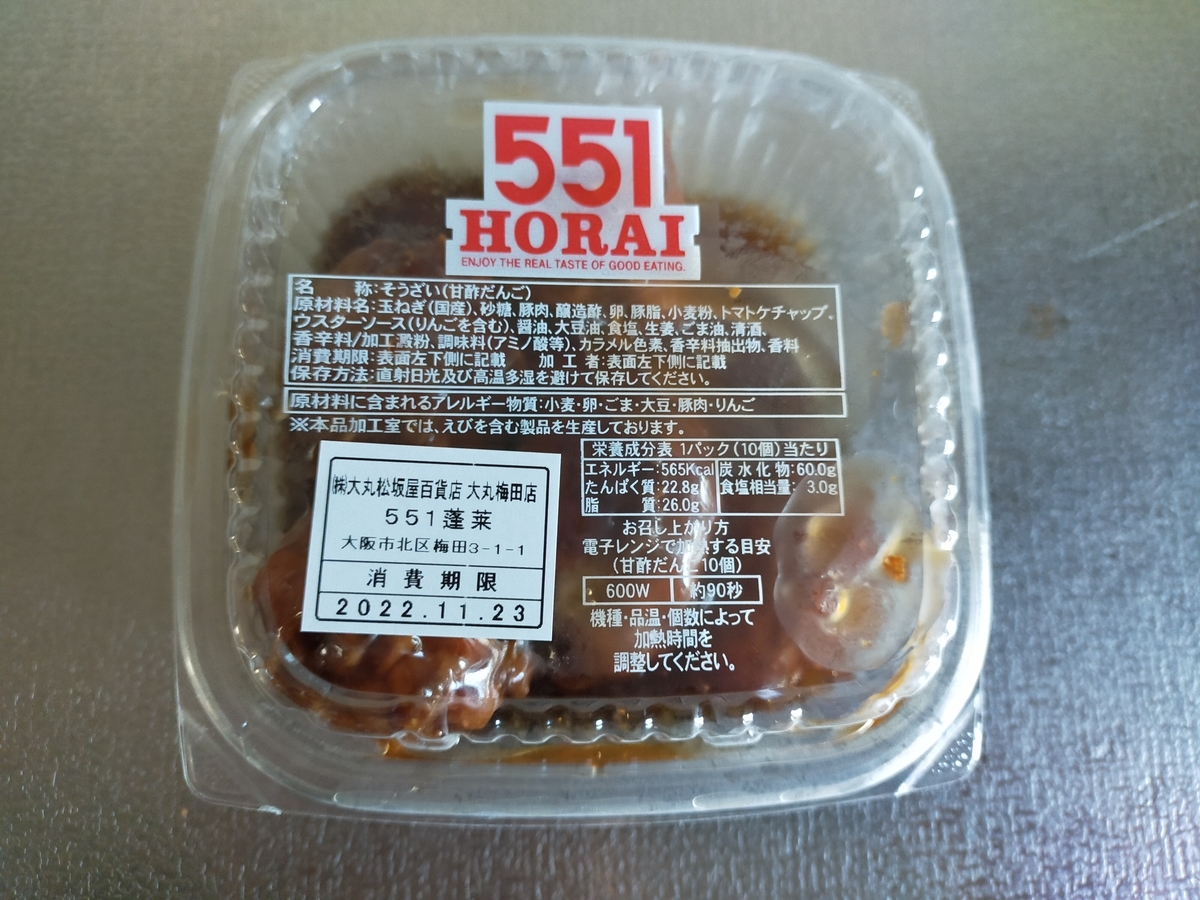 551
HORAI
ENJOY THE REAL TASTE OF GOOD EATING.
名 称:そうざい(甘酢だんご)
原材料名:玉ねぎ(国産)、砂糖、豚肉、醸造酢、卵、豚脂、小麦粉、トマトケチャップ、
ウスターソース(りんごを含む)、醤油、大豆油、食塩、生姜、ごま油、清酒、
香辛料/加工澱粉、調味料(アミノ酸等)、カラメル色素、香辛料抽出物、香料
消費期限:表面左下側に記載 加工者:表面左下側に記載
保存方法:直射日光及び高温多湿を避けて保存してください。
原材料に含まれるアレルギー物質:小麦・卵・ごま・大豆・豚肉・りんご
※本品加工室では、えびを含む製品を生産しております。
㈱大丸松坂屋百貨店 大丸梅田店
551蓬莱
大阪市北区梅田3-1-1
消費期限
2022.11.23
栄養成分表 1パック(10個)当たり
エネルギー:565Kcal 炭水化物:60.0g
たんぱく質:22.8g 食塩相当量:3.0g
脂質:26.0g
お召し上がり方
電子レンジで加熱する目安
(甘酢だんご10個)
600W 約90秒
機種・品温・個数によって
加熱時間を
調整してください。